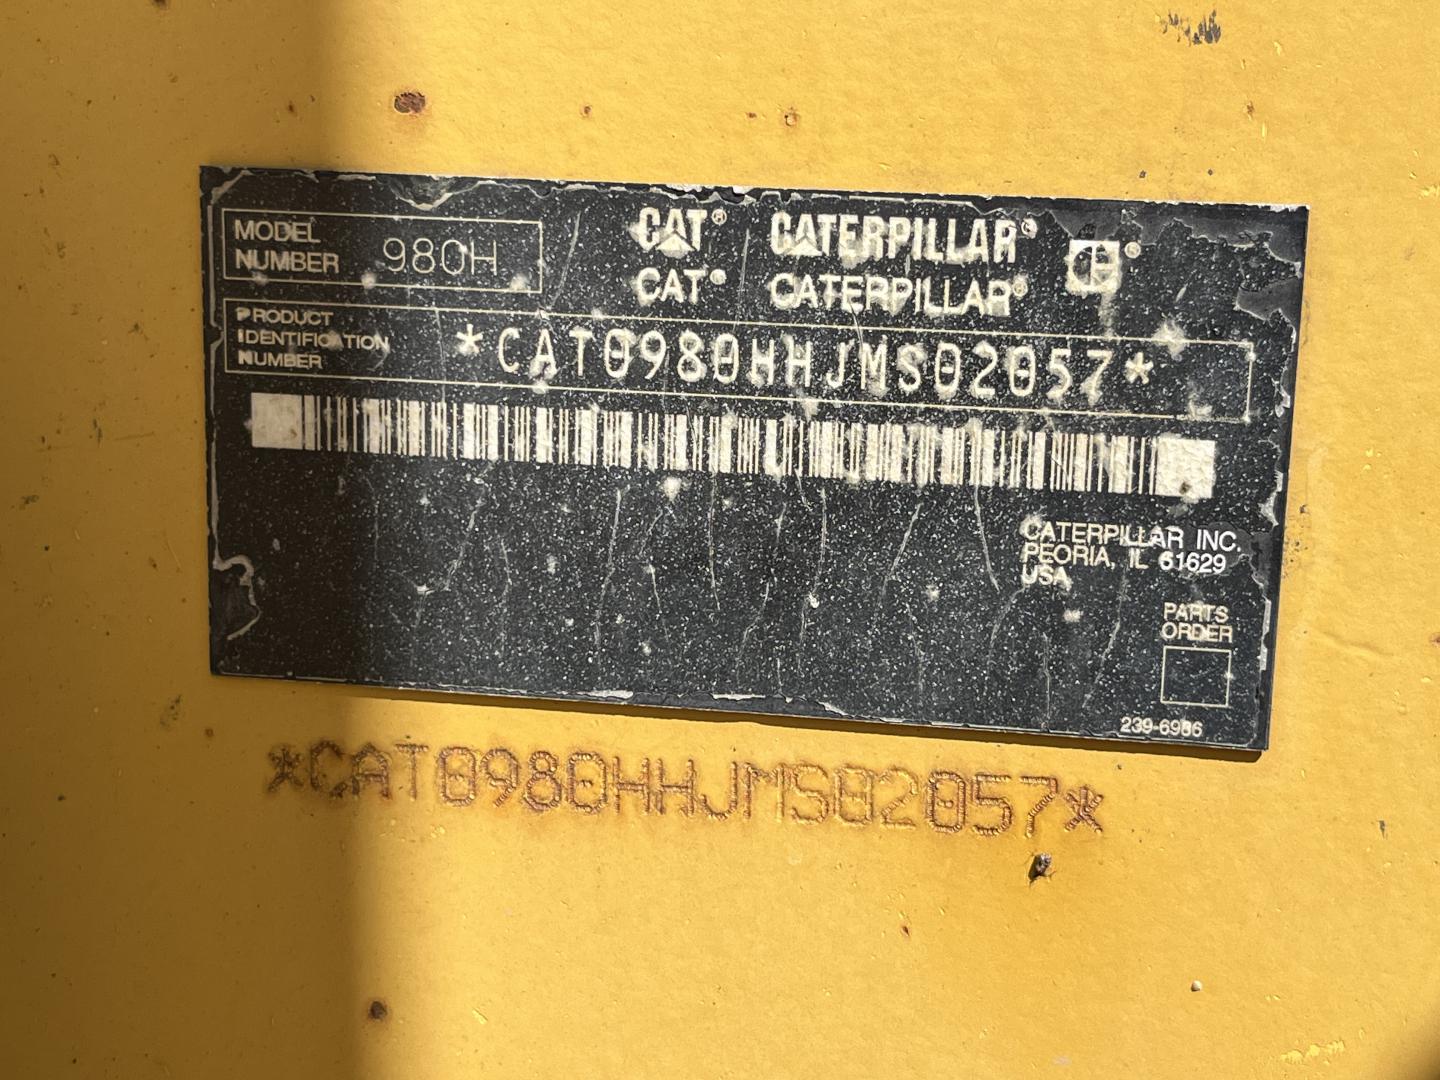 MODEL
NUMBER 980H
CAT® CATERPILLAR®
CAT® CATERPILLAR®
PRODUCT
IDENTIFICATION
NUMBER
*CAT0980HHJMS02057*
CATERPILLAR INC.
PEORIA, IL 61629
USA
PARTS
ORDER
239-6986
*CAT0980HHJMS02057*